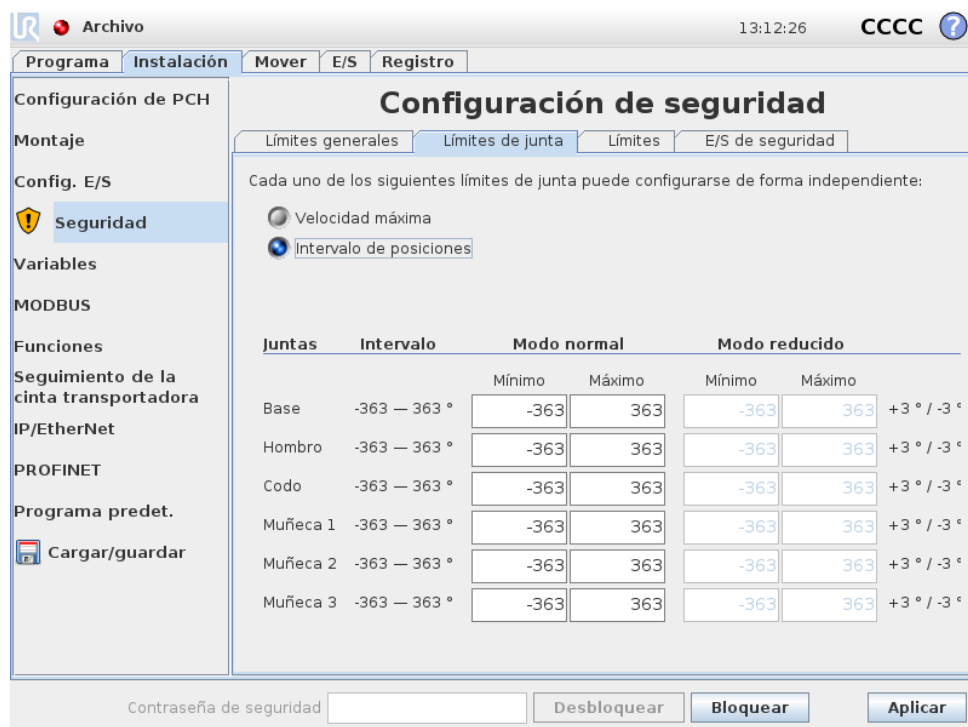 UR Archivo 13:12:26 CCCC ?
Programa Instalación Mover E/S Registro
Configuración de PCH
Montaje
Config. E/S
Seguridad
Variables
MODBUS
Funciones
Seguimiento de la
cinta transportadora
IP/EtherNet
PROFINET
Programa predet.
Cargar/guardar
Configuración de seguridad
Límites generales Límites de junta Límites E/S de seguridad
Cada uno de los siguientes límites de junta puede configurarse de forma independiente:
Velocidad máxima
Intervalo de posiciones
Juntas Intervalo Modo normal Modo reducido
Mínimo Máximo Mínimo Máximo
Base -363 — 363 ° -363 363 -363 363 +3 ° / -3 °
Hombro -363 — 363 ° -363 363 -363 363 +3 ° / -3 °
Codo -363 — 363 ° -363 363 -363 363 +3 ° / -3 °
Muñeca 1 -363 — 363 ° -363 363 -363 363 +3 ° / -3 °
Muñeca 2 -363 — 363 ° -363 363 -363 363 +3 ° / -3 °
Muñeca 3 -363 — 363 ° -363 363 -363 363 +3 ° / -3 °
Contraseña de seguridad Desbloquear Bloquear Aplicar